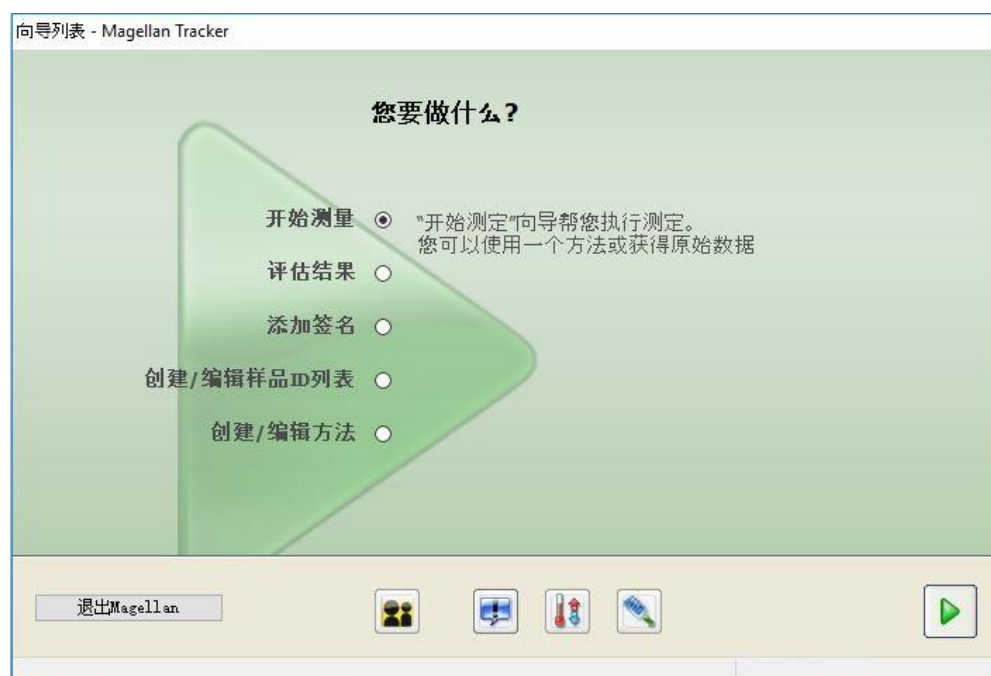 向导列表 - Magellan Tracker
您要做什么?
开始测量
“开始测定”向导帮您执行测定。
您可以使用一个方法或获得原始数据
评估结果
添加签名
创建/编辑样品ID列表
创建/编辑方法
退出Magellan